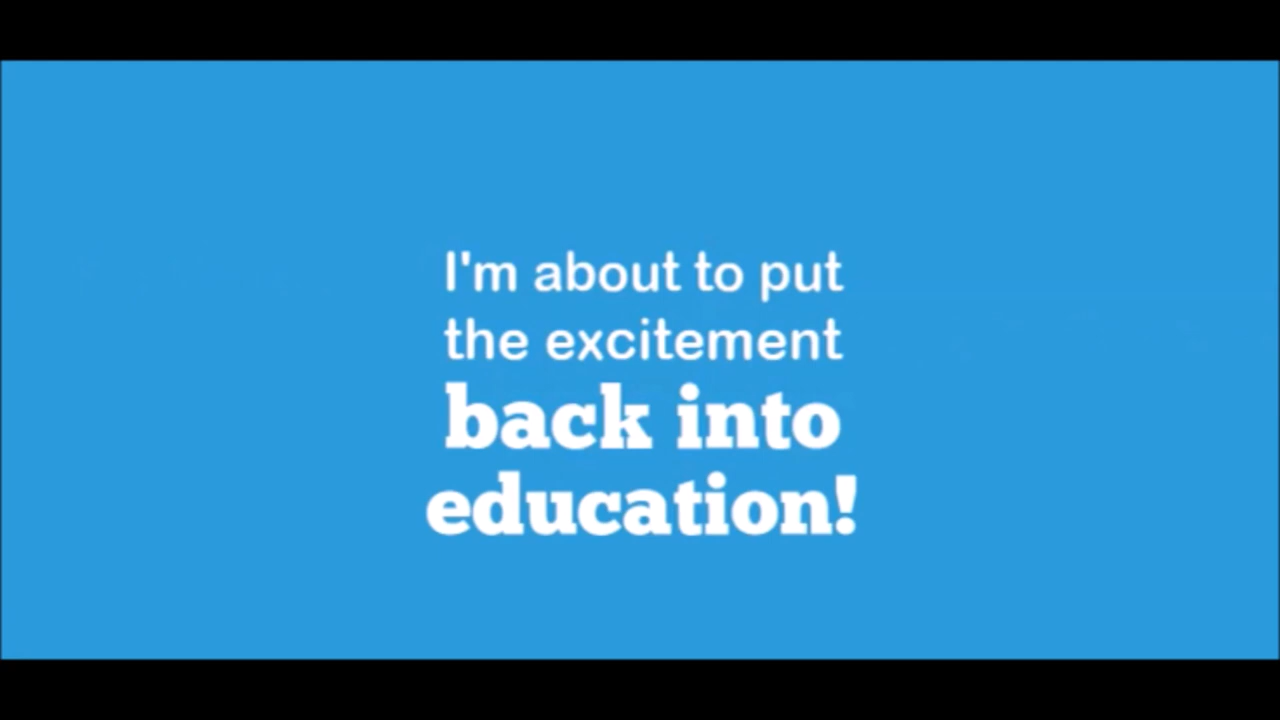 I'm about to put
the excitement
back into
education!